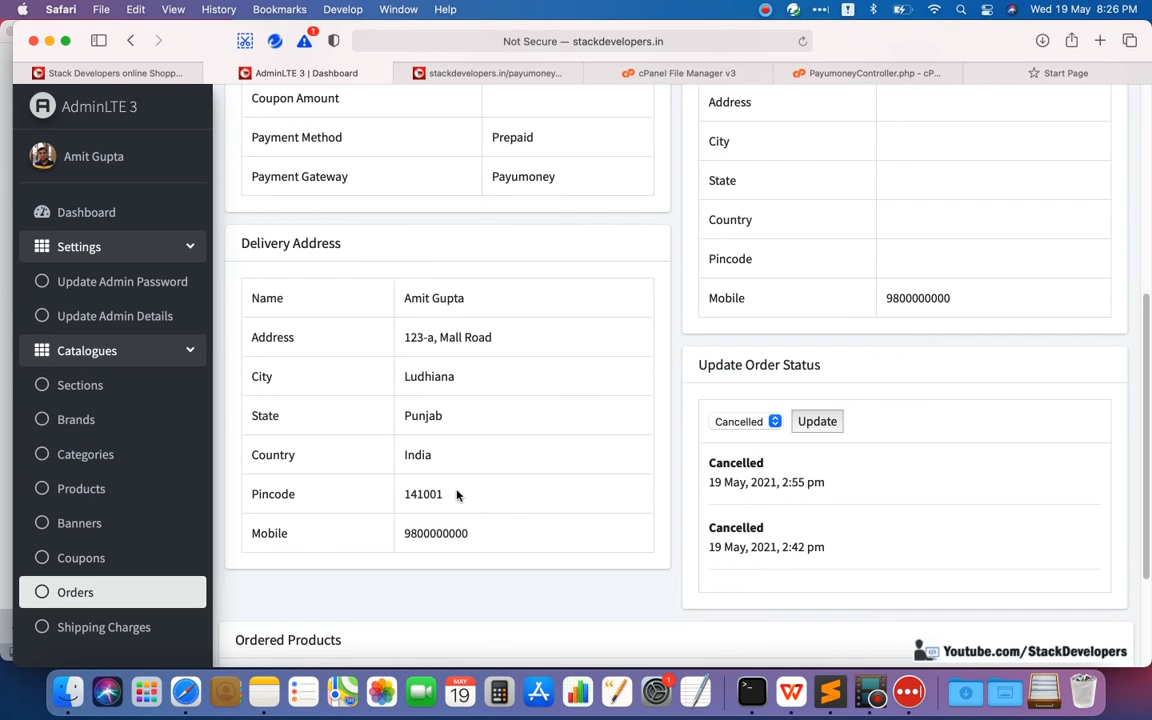 Safari File Edit View History Bookmarks Develop Window Help Wed 19 May 8:26 PM
1
Not Secure — stackdevelopers.in
Stack Developers online Shopp... AdminLTE 3 | Dashboard stackdevelopers.in/payumoney... cPanel File Manager v3 PayumoneyController.php - cP... Start Page
AdminLTE 3
Amit Gupta
Dashboard
Settings
Update Admin Password
Update Admin Details
Catalogues
Sections
Brands
Categories
Products
Banners
Coupons
Orders
Shipping Charges
Coupon Amount
Payment Method Prepaid
Payment Gateway Payumoney
Delivery Address
Name Amit Gupta
Address 123-a, Mall Road
City Ludhiana
State Punjab
Country India
Pincode 141001
Mobile 9800000000
Address
City
State
Country
Pincode
Mobile 9800000000
Update Order Status
Cancelled Update
Cancelled
19 May, 2021, 2:55 pm
Cancelled
19 May, 2021, 2:42 pm
Ordered Products
Youtube.com/StackDevelopers
MAY
19
1